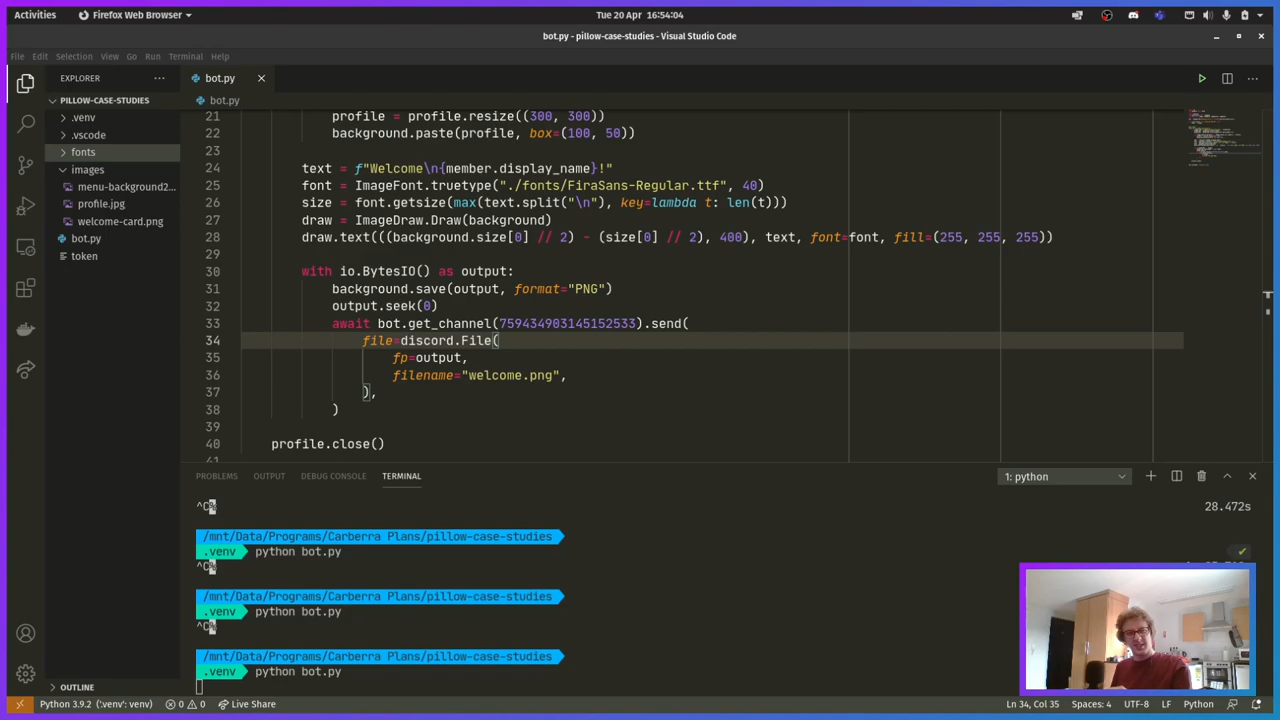 Activities
Firefox Web Browser
Tue 20 Apr 16:54:04
bot.py - pillow-case-studies - Visual Studio Code
File Edit Selection View Go Run Terminal Help
EXPLORER
bot.py
PILLOW-CASE-STUDIES
.venv
.vscode
fonts
images
menu-background2...
profile.jpg
welcome-card.png
bot.py
token
OUTLINE
bot.py
21 profile = profile.resize((300, 300))
22 background.paste(profile, box=(100, 50))
23
24 text = f"Welcome\n{member.display_name}!"
25 font = ImageFont.truetype("./fonts/FiraSans-Regular.ttf", 40)
26 size = font.getsize(max(text.split("\n"), key=lambda t: len(t)))
27 draw = ImageDraw.Draw(background)
28 draw.text(((background.size[0] // 2) - (size[0] // 2), 400), text, font=font, fill=(255, 255, 255))
29
30 with io.BytesIO() as output:
31 background.save(output, format="PNG")
32 output.seek(0)
33 await bot.get_channel(759434903145152533).send(
34 file=discord.File(
35 fp=output,
36 filename="welcome.png",
37 ),
38 )
39
40 profile.close()
41
PROBLEMS OUTPUT DEBUG CONSOLE TERMINAL
1: python
^C%
28.472s
/mnt/Data/Programs/Carberra Plans/pillow-case-studies
.venv python bot.py
^C%
/mnt/Data/Programs/Carberra Plans/pillow-case-studies
.venv python bot.py
^C%
/mnt/Data/Programs/Carberra Plans/pillow-case-studies
.venv python bot.py
Python 3.9.2 ('.venv': venv) 0 0 Live Share
Ln 34, Col 35 Spaces: 4 UTF-8 LF Python